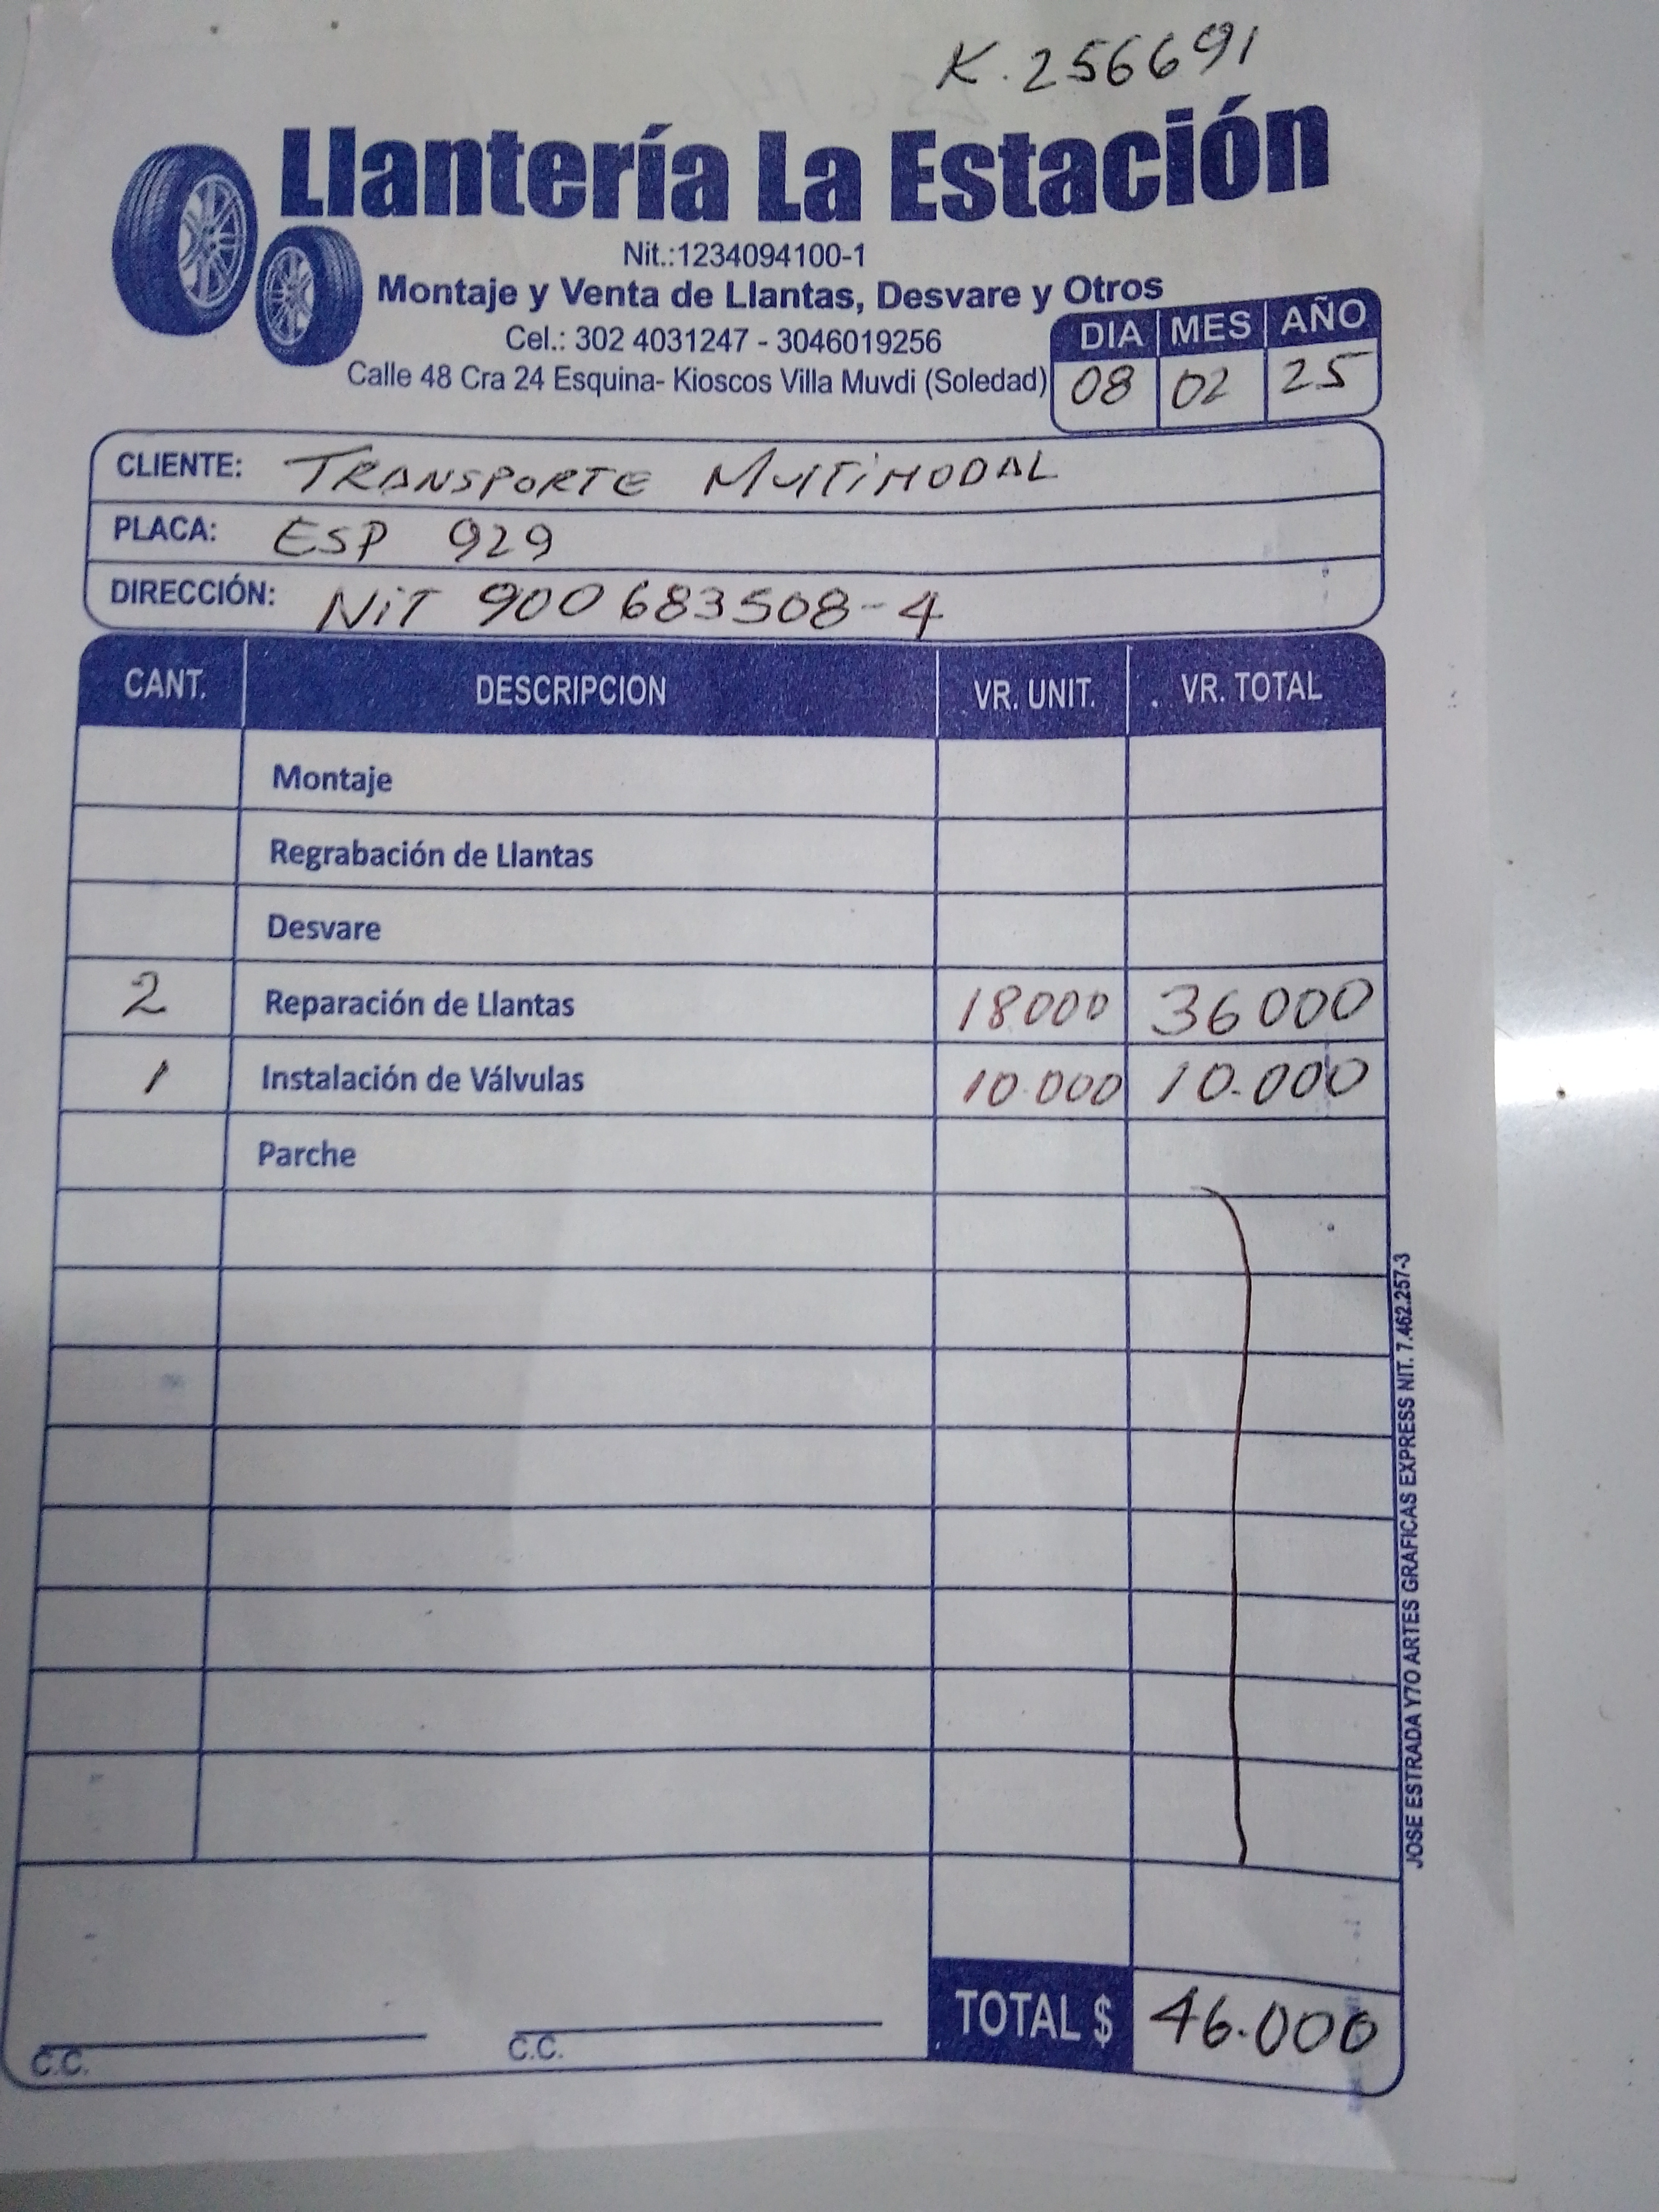 K. 256691
Llantería La Estación
Nit.:1234094100-1
Montaje y Venta de Llantas, Desvare y Otros
Cel.: 302 4031247 - 3046019256
Calle 48 Cra 24 Esquina- Kioscos Villa Muvdi (Soledad)
DIA MES AÑO
08 02 25
CLIENTE: TRANSPORTE MULTIMODAL
PLACA: ESP 929
DIRECCIÓN: NiT 900683508-4
CANT. DESCRIPCION VR. UNIT. VR. TOTAL
Montaje
Regrabación de Llantas
Desvare
2 Reparación de Llantas 18000 36000
1 Instalación de Válvulas 10.000 10.000
Parche
TOTAL $ 46.000
C.C. C.C.
JOSE ESTRADA Y7O ARTES GRAFICAS EXPRESS NIT. 7.462.257-3